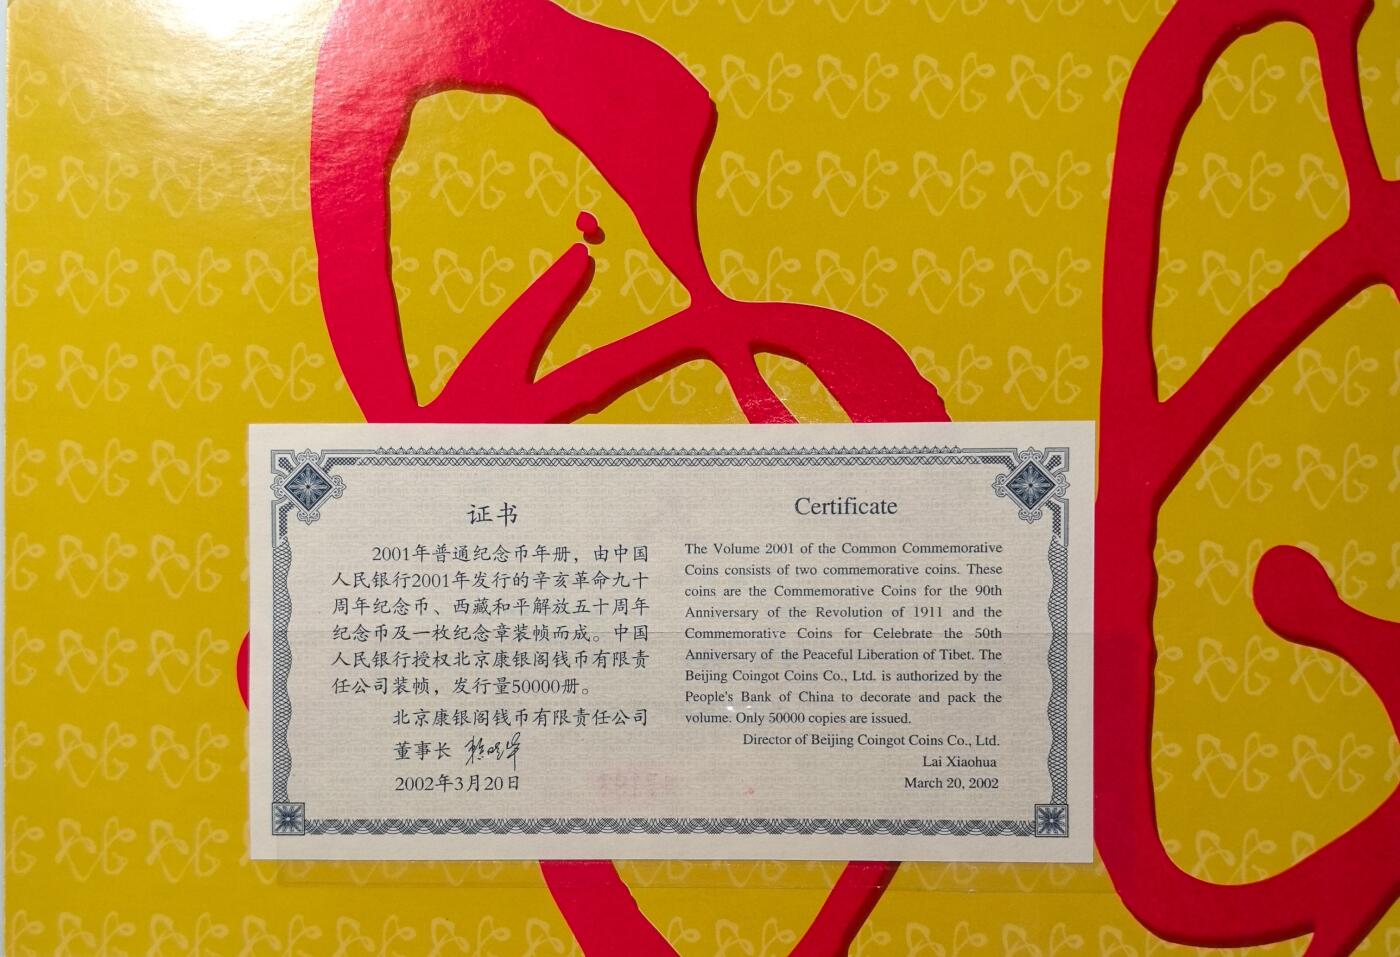 证书
2001年普通纪念币年册，由中国
人民银行2001年发行的辛亥革命九十
周年纪念币、西藏和平解放五十周年
纪念币及一枚纪念章装帧而成。中国
人民银行授权北京康银阁钱币有限责
任公司装帧，发行量50000册。
北京康银阁钱币有限责任公司
董事长
2002年3月20日
Certificate
The Volume 2001 of the Common Commemorative
Coins consists of two commemorative coins. These
coins are the Commemorative Coins for the 90th
Anniversary of the Revolution of 1911 and the
Commemorative Coins for Celebrate the 50th
Anniversary of the Peaceful Liberation of Tibet. The
Beijing Coingot Coins Co., Ltd. is authorized by the
People's Bank of China to decorate and pack the
volume. Only 50000 copies are issued.
Director of Beijing Coingot Coins Co., Ltd.
Lai Xiaohua
March 20, 2002